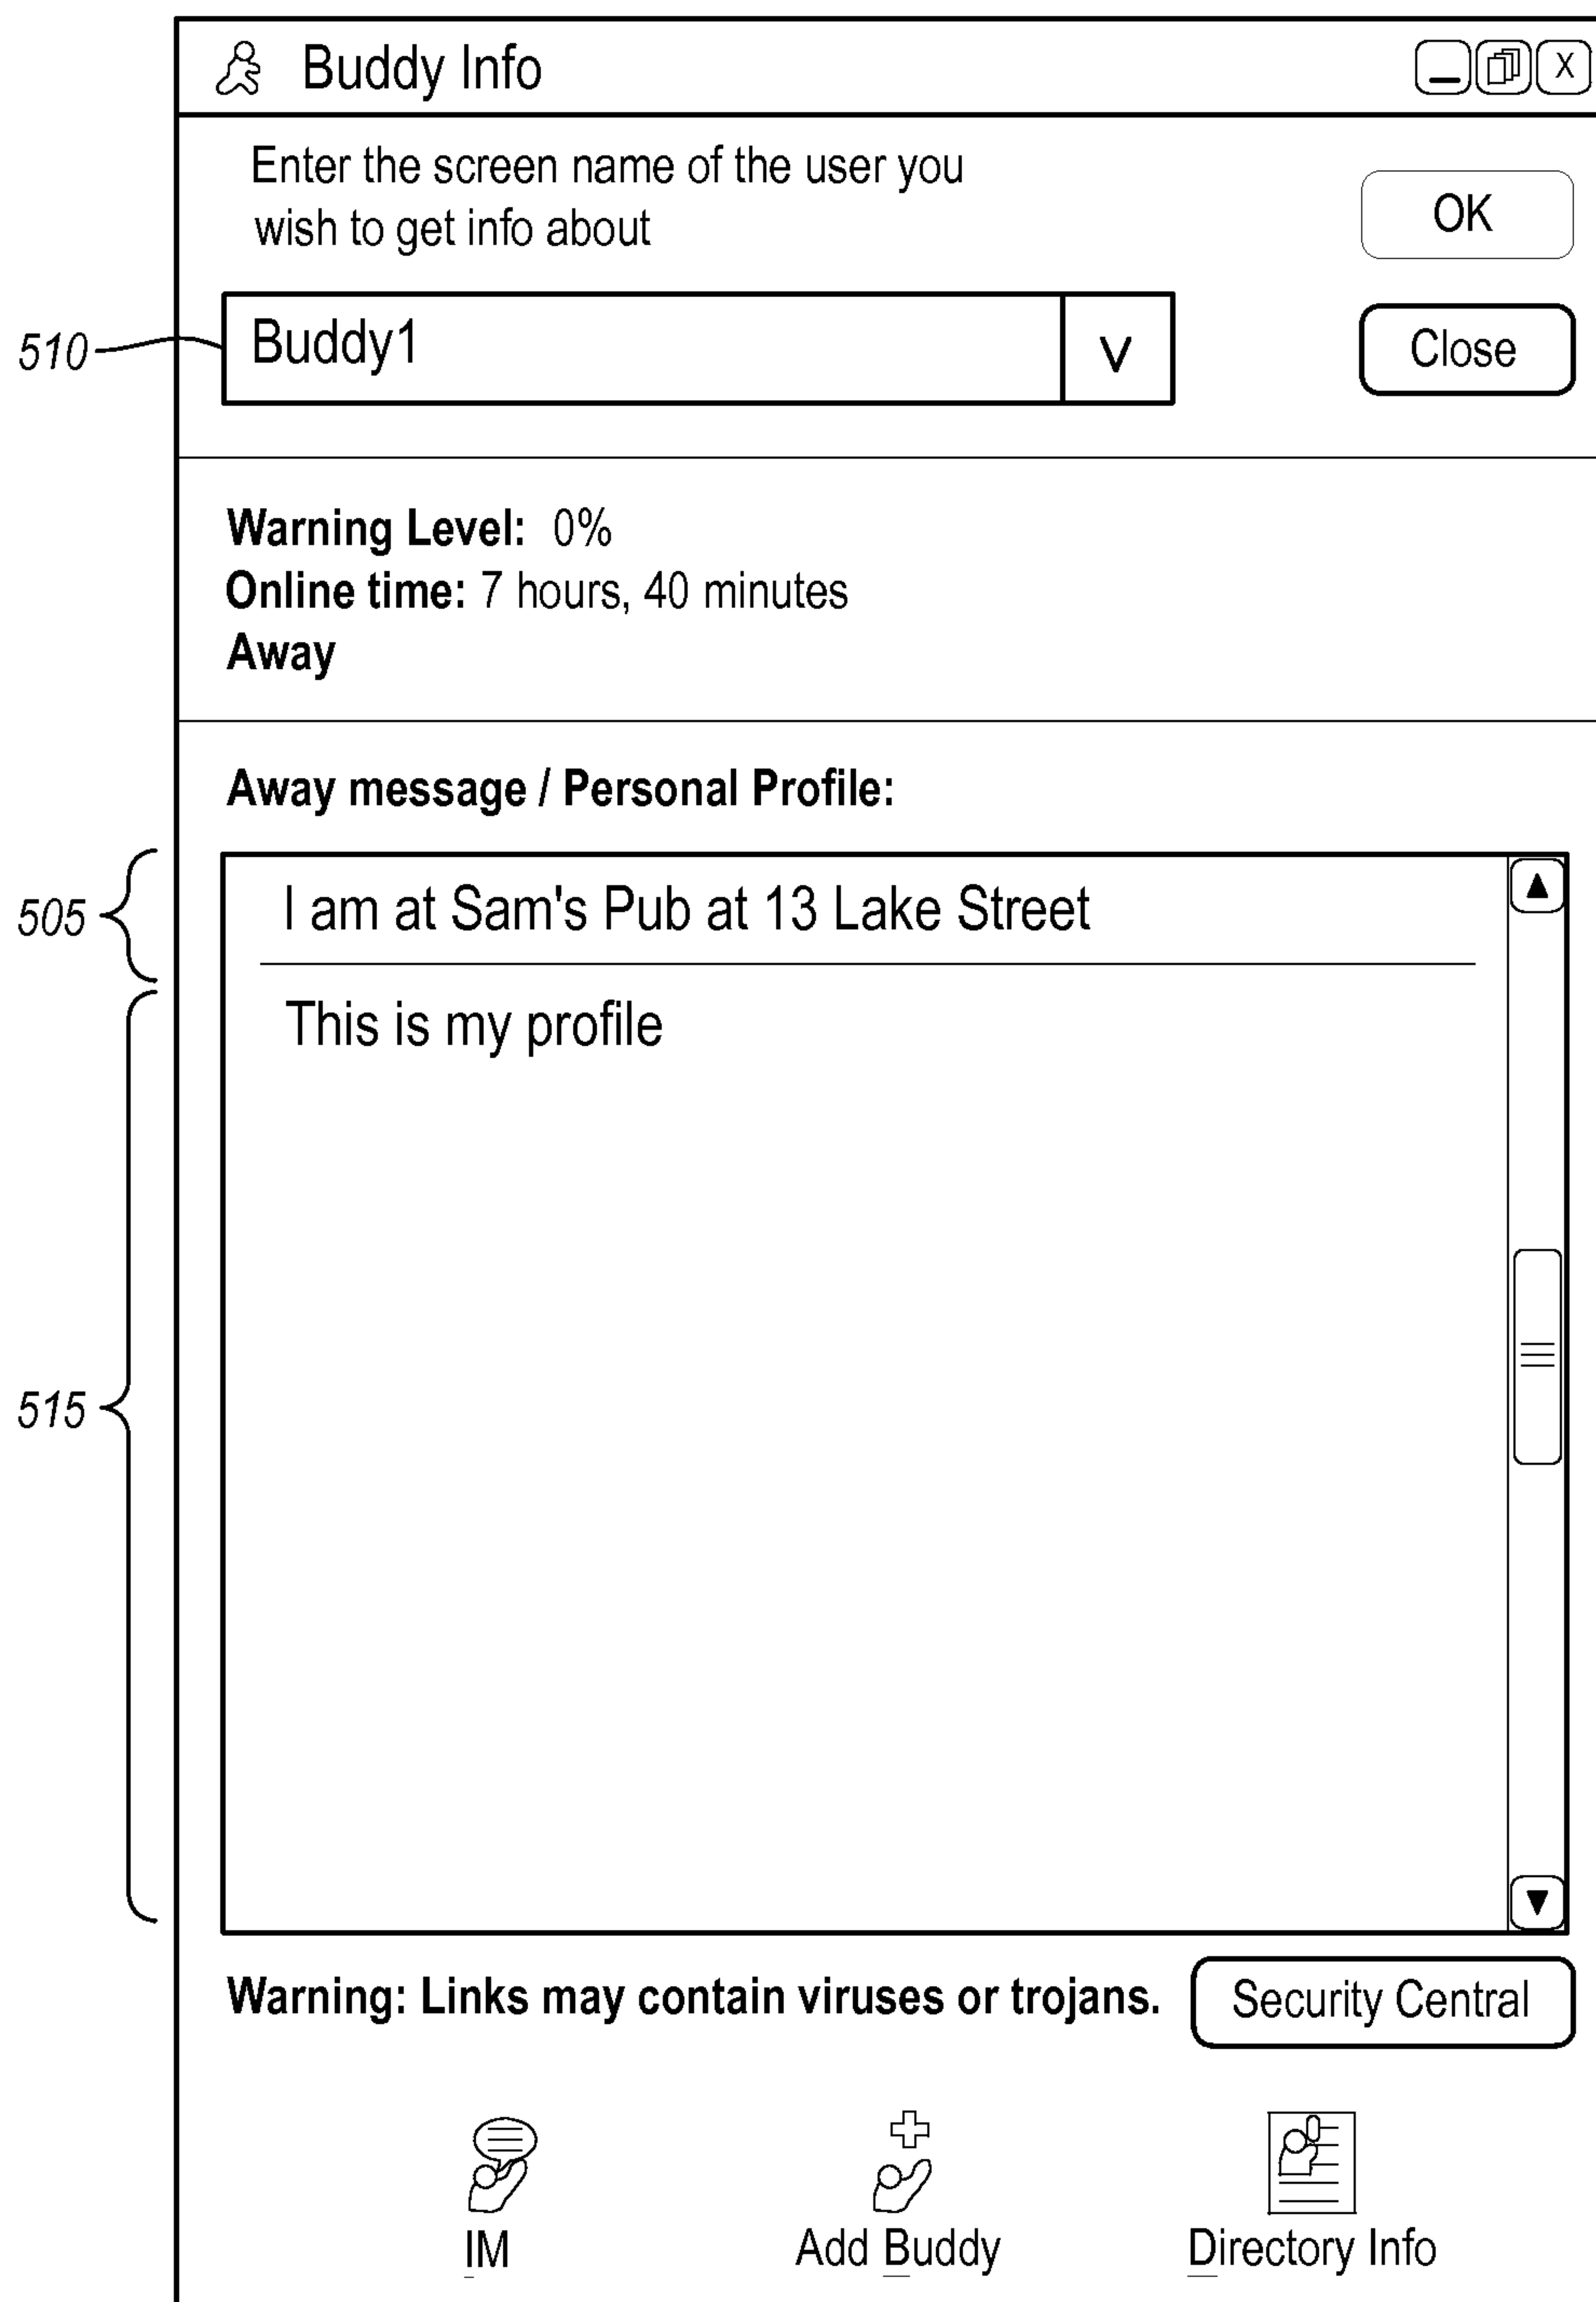 Buddy Info
X
Enter the screen name of the user you
wish to get info about
OK
510
Buddy1
V
Close
Warning Level: 0%
Online time: 7 hours, 40 minutes
Away
Away message / Personal Profile:
505
I am at Sam's Pub at 13 Lake Street
This is my profile
515
Warning: Links may contain viruses or trojans.
Security Central
IM
Add Buddy
Directory Info